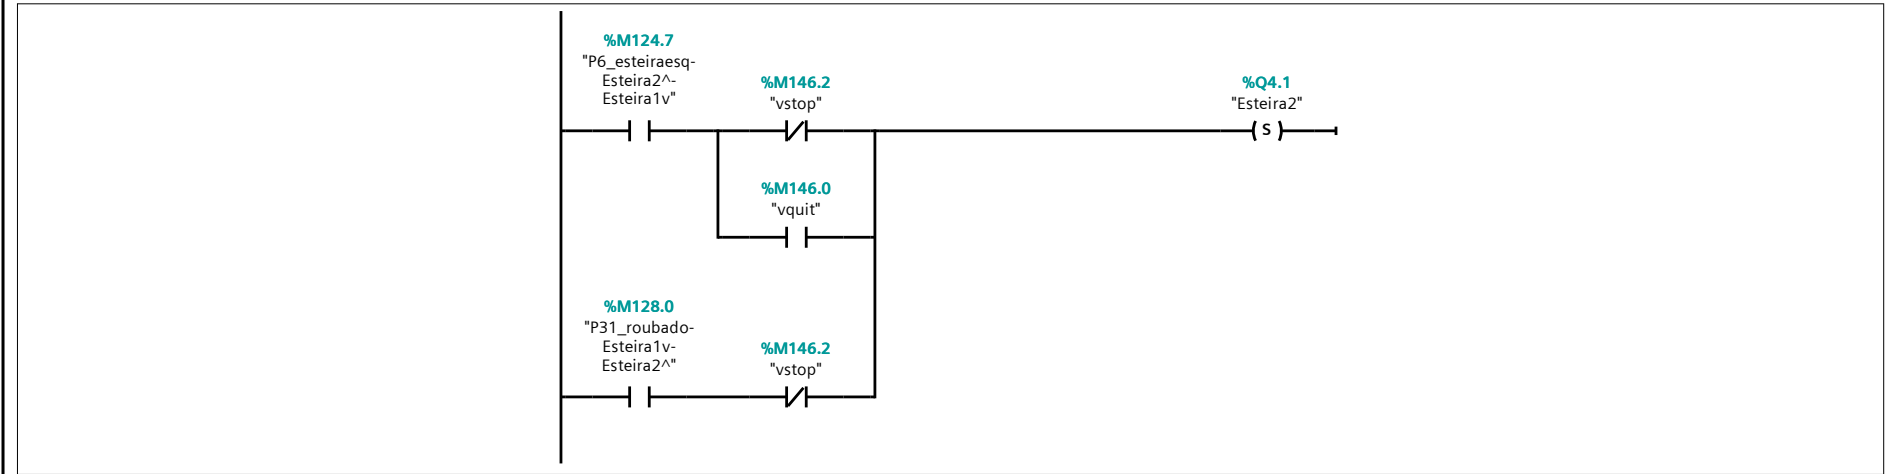 %M124.7
"P6_esteiraesq-
Esteira2^-
Esteira1v"
%M146.2
"vstop"
%Q4.1
"Esteira2"
S
%M146.0
"vquit"
%M128.0
"P31_roubado-
Esteira1v-
Esteira2^"
%M146.2
"vstop"